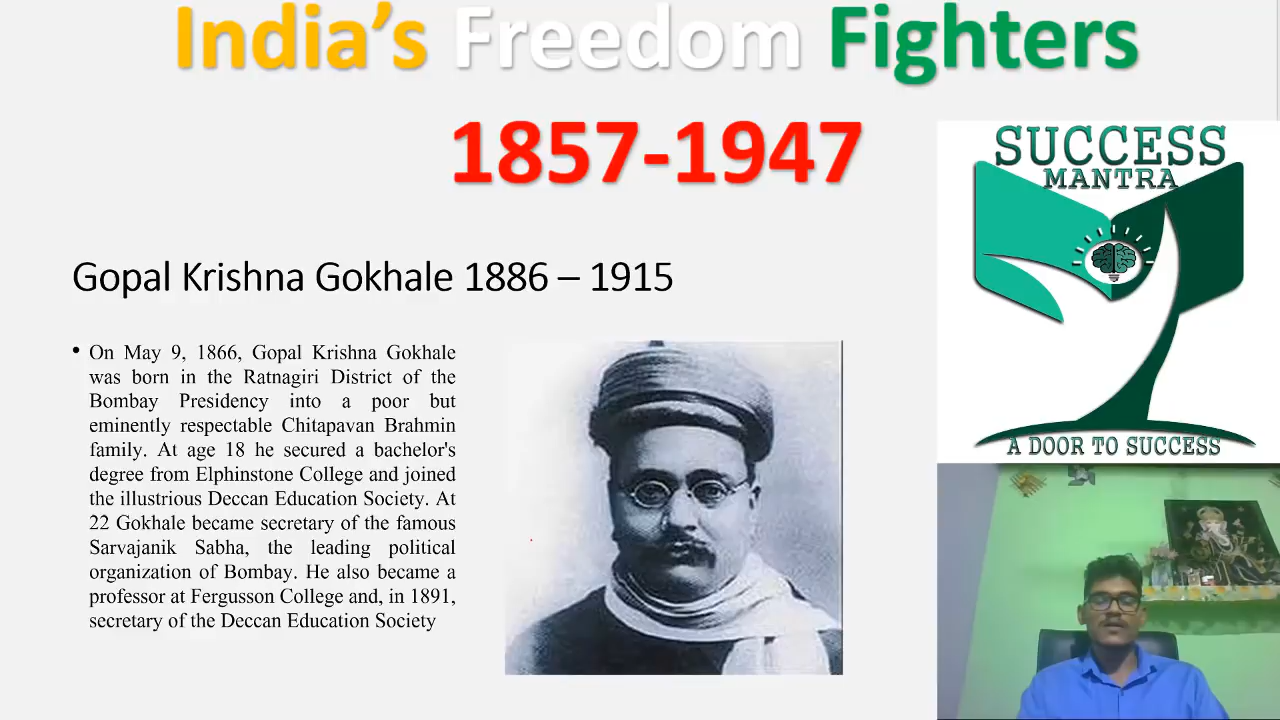 India's Freedom Fighters
1857-1947
SUCCESS
MANTRA
Gopal Krishna Gokhale 1886 – 1915
• On May 9, 1866, Gopal Krishna Gokhale
was born in the Ratnagiri District of the
Bombay Presidency into a poor but
eminently respectable Chitapavan Brahmin
family. At age 18 he secured a bachelor's
degree from Elphinstone College and joined
the illustrious Deccan Education Society. At
22 Gokhale became secretary of the famous
Sarvajanik Sabha, the leading political
organization of Bombay. He also became a
professor at Fergusson College and, in 1891,
secretary of the Deccan Education Society
A DOOR TO SUCCESS